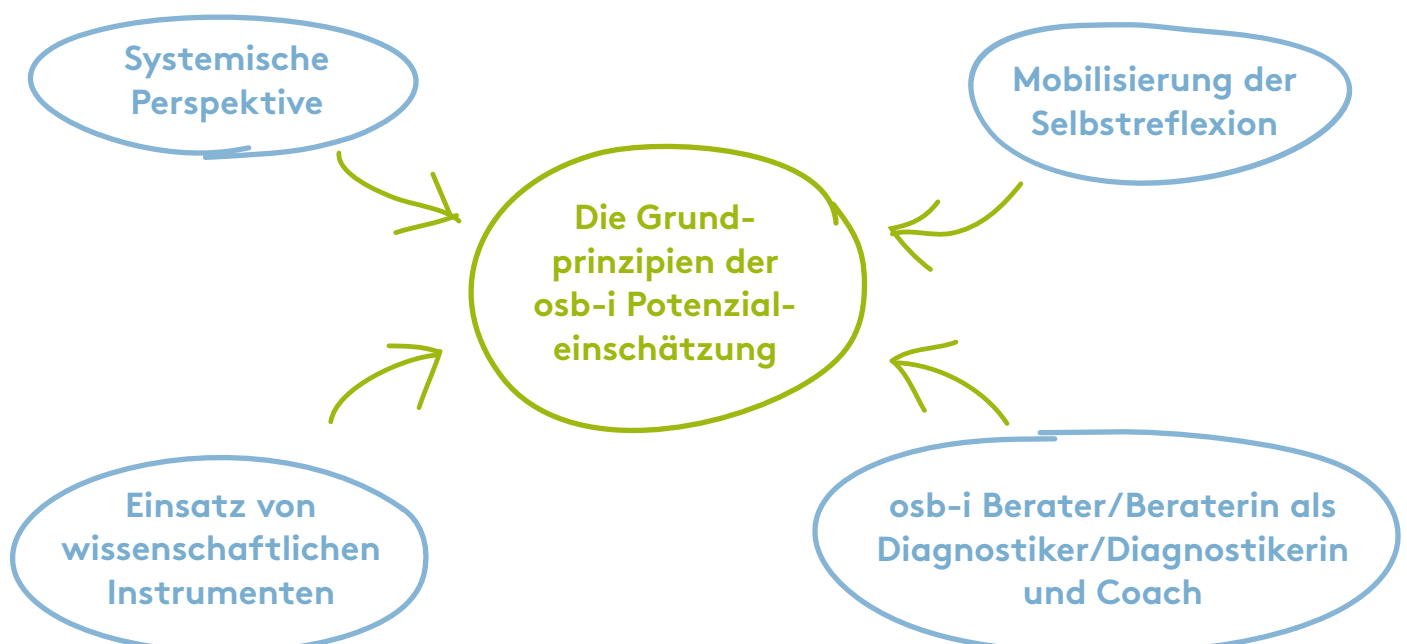 Systemische
Perspektive
Mobilisierung der
Selbstreflexion
Die Grund-
prinzipien der
osb-i Potenzial-
einschätzung
Einsatz von
wissenschaftlichen
Instrumenten
osb-i Berater/Beraterin als
Diagnostiker/Diagnostikerin
und Coach